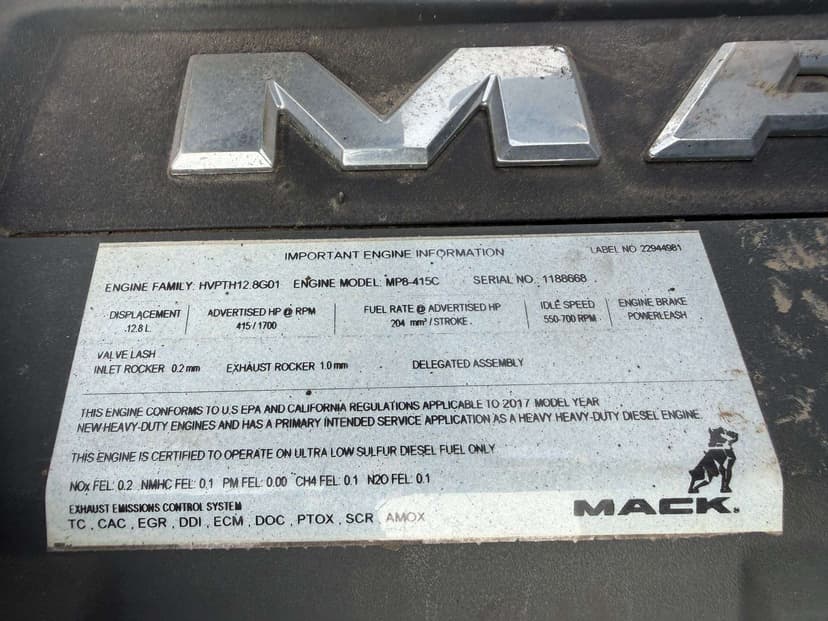 MA
IMPORTANT ENGINE INFORMATION LABEL NO 22944981
ENGINE FAMILY: HVPTH12.8G01 ENGINE MODEL: MP8-415C SERIAL NO. 1188668
DISPLACEMENT ADVERTISED HP @ RPM FUEL RATE @ ADVERTISED HP IDLE SPEED ENGINE BRAKE
12.8 L 415 / 1700 204 mm³ / STROKE 550-700 RPM POWERLEASH
VALVE LASH
INLET ROCKER 0.2 mm EXHAUST ROCKER 1.0 mm DELEGATED ASSEMBLY
THIS ENGINE CONFORMS TO U.S EPA AND CALIFORNIA REGULATIONS APPLICABLE TO 2017 MODEL YEAR
NEW HEAVY-DUTY ENGINES AND HAS A PRIMARY INTENDED SERVICE APPLICATION AS A HEAVY HEAVY-DUTY DIESEL ENGINE.
THIS ENGINE IS CERTIFIED TO OPERATE ON ULTRA LOW SULFUR DIESEL FUEL ONLY
NOx FEL: 0.2 NMHC FEL: 0.1 PM FEL: 0.00 CH4 FEL: 0.1 N2O FEL: 0.1
EXHAUST EMISSIONS CONTROL SYSTEM
TC , CAC , EGR , DDI , ECM , DOC , PTOX , SCR , AMOX
MACK.